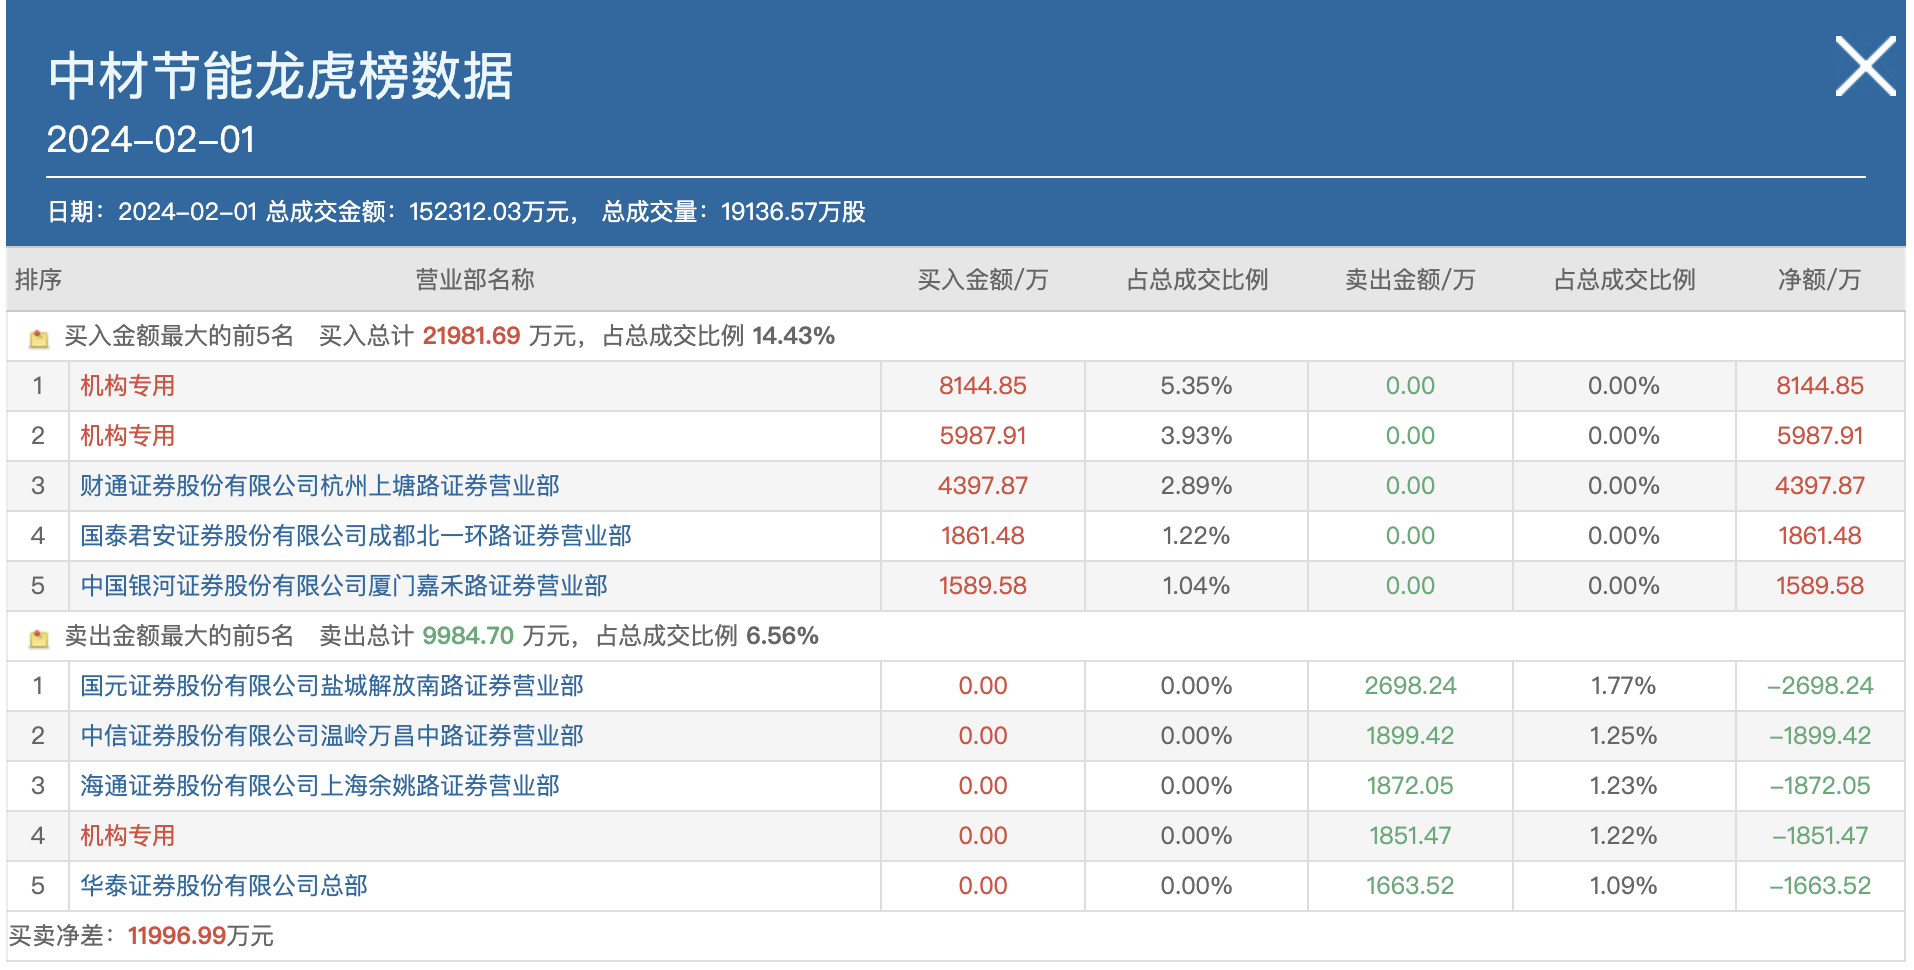 中材节能龙虎榜数据
2024-02-01
日期：2024-02-01 总成交金额：152312.03万元， 总成交量：19136.57万股
排序 营业部名称 买入金额/万 占总成交比例 卖出金额/万 占总成交比例 净额/万
买入金额最大的前5名 买入总计 21981.69 万元，占总成交比例 14.43%
1 机构专用 8144.85 5.35% 0.00 0.00% 8144.85
2 机构专用 5987.91 3.93% 0.00 0.00% 5987.91
3 财通证券股份有限公司杭州上塘路证券营业部 4397.87 2.89% 0.00 0.00% 4397.87
4 国泰君安证券股份有限公司成都北一环路证券营业部 1861.48 1.22% 0.00 0.00% 1861.48
5 中国银河证券股份有限公司厦门嘉禾路证券营业部 1589.58 1.04% 0.00 0.00% 1589.58
卖出金额最大的前5名 卖出总计 9984.70 万元，占总成交比例 6.56%
1 国元证券股份有限公司盐城解放南路证券营业部 0.00 0.00% 2698.24 1.77% -2698.24
2 中信证券股份有限公司温岭万昌中路证券营业部 0.00 0.00% 1899.42 1.25% -1899.42
3 海通证券股份有限公司上海余姚路证券营业部 0.00 0.00% 1872.05 1.23% -1872.05
4 机构专用 0.00 0.00% 1851.47 1.22% -1851.47
5 华泰证券股份有限公司总部 0.00 0.00% 1663.52 1.09% -1663.52
买卖净差：11996.99万元